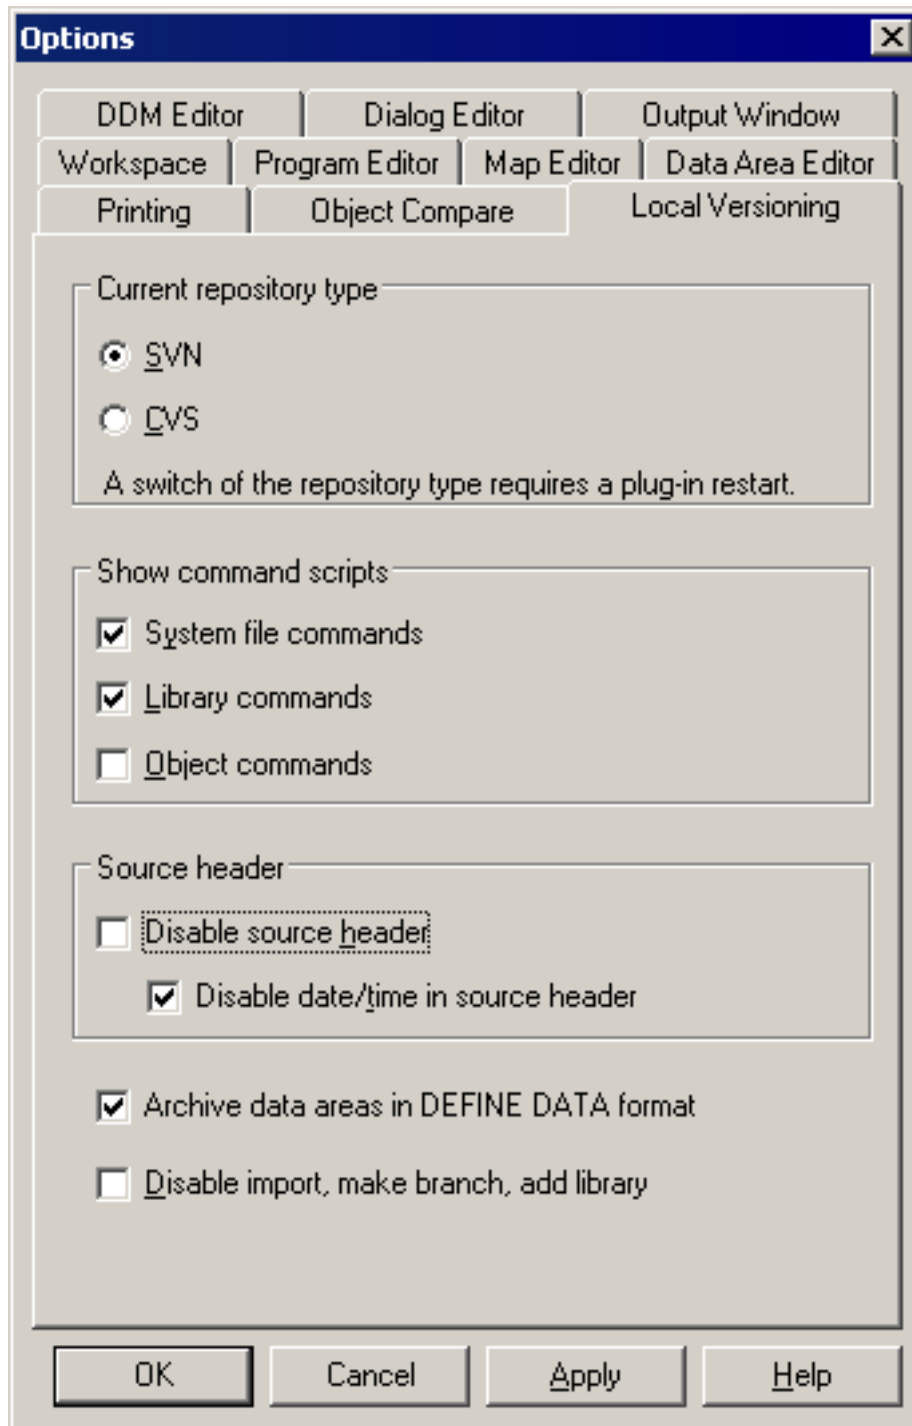 Options
DDM Editor Dialog Editor Output Window
Workspace Program Editor Map Editor Data Area Editor
Printing Object Compare Local Versioning
Current repository type
SVN
CVS
A switch of the repository type requires a plug-in restart.
Show command scripts
System file commands
Library commands
Object commands
Source header
Disable source header
Disable date/time in source header
Archive data areas in DEFINE DATA format
Disable import, make branch, add library
OK Cancel Apply Help